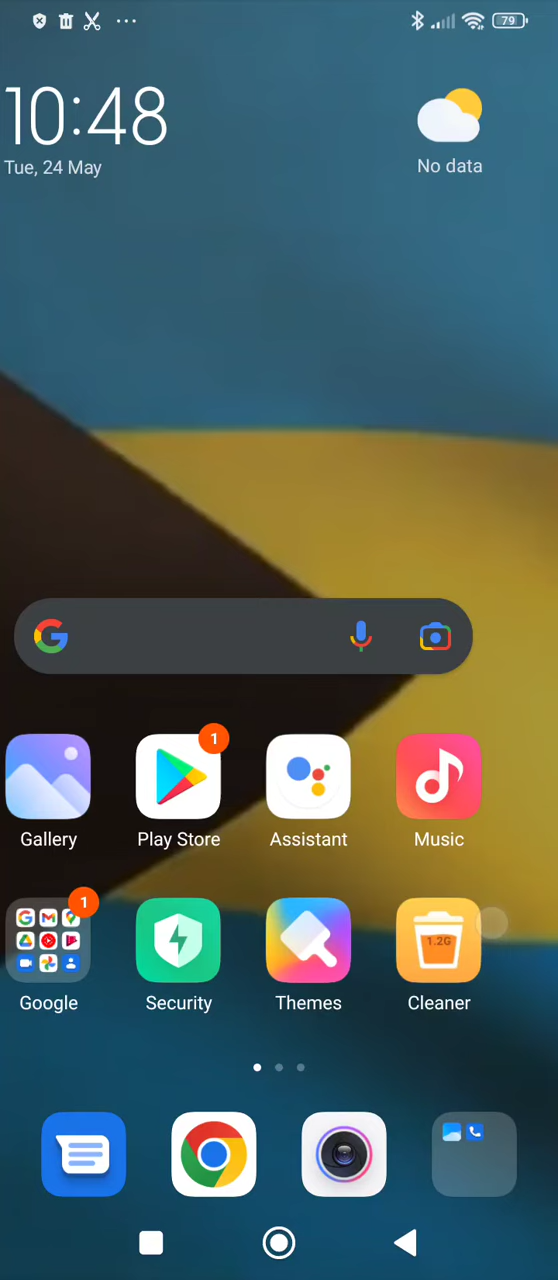 79
10:48
Tue, 24 May
No data
1
Gallery
Play Store
Assistant
Music
1
1.2G
Google
Security
Themes
Cleaner